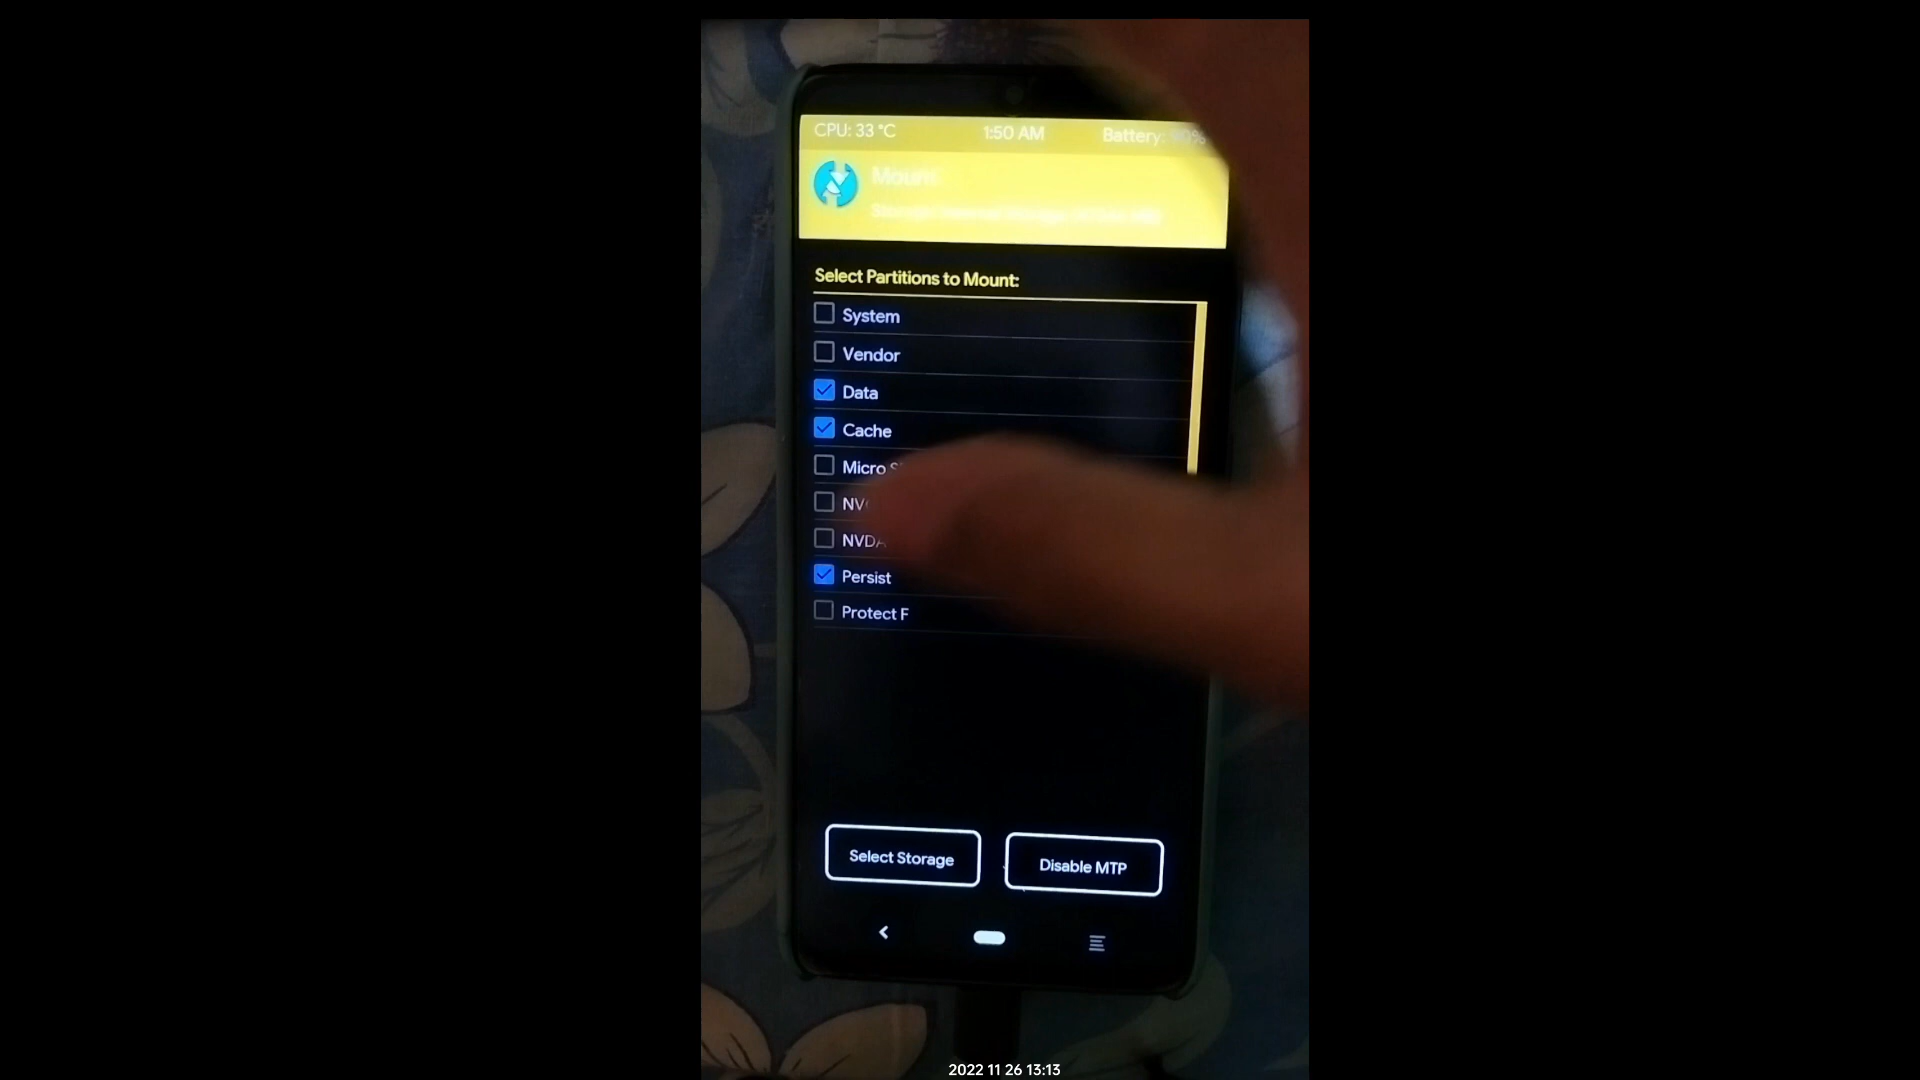 CPU: 33 °C 1:50 AM Battery:
Mount
Select Partitions to Mount:
System
Vendor
Data
Cache
Micro
Persist
Protect F
Select Storage Disable MTP
2022 11 26 13:13